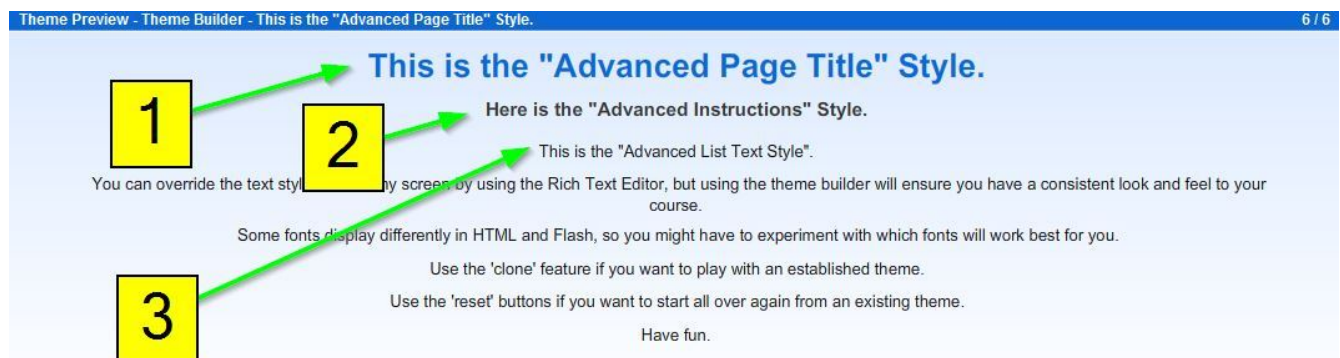 Theme Preview - Theme Builder - This is the "Advanced Page Title" Style. 6 / 6
This is the "Advanced Page Title" Style.
1
Here is the "Advanced Instructions" Style.
2
This is the "Advanced List Text Style".
You can override the text styl y screen by using the Rich Text Editor, but using the theme builder will ensure you have a consistent look and feel to your
course.
Some fonts display differently in HTML and Flash, so you might have to experiment with which fonts will work best for you.
Use the 'clone' feature if you want to play with an established theme.
Use the 'reset' buttons if you want to start all over again from an existing theme.
3
Have fun.